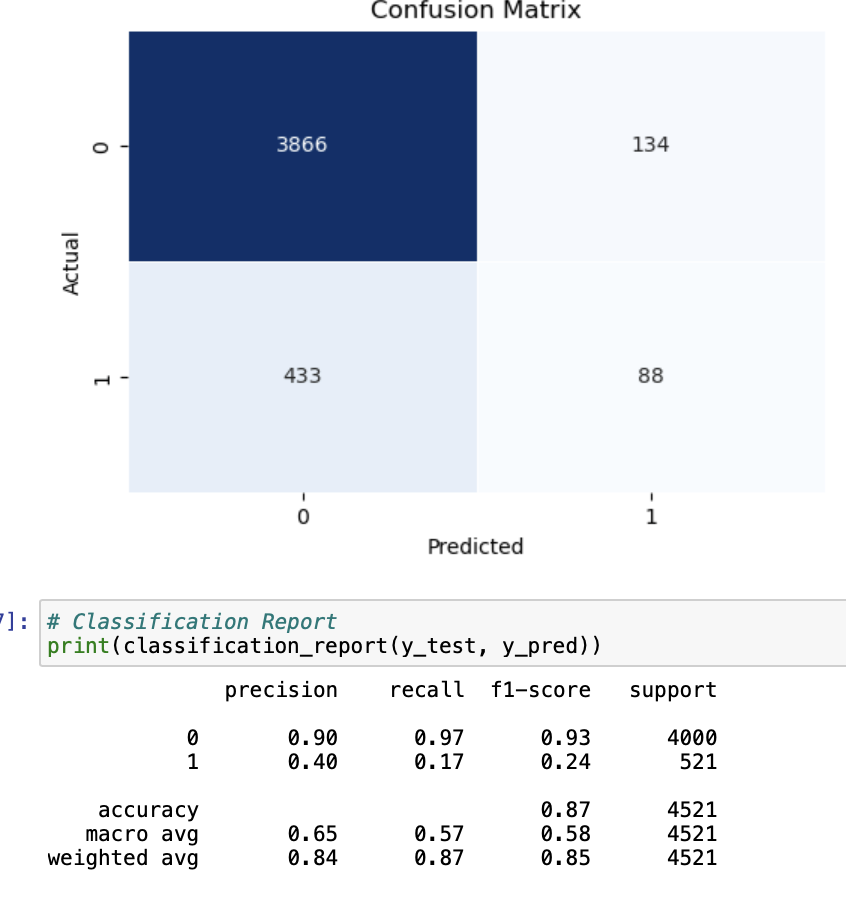 Confusion Matrix
0
3866
134
Actual
1
433
88
0
1
Predicted
7]:
# Classification Report
print(classification_report(y_test, y_pred))
precision recall f1-score support
0 0.90 0.97 0.93 4000
1 0.40 0.17 0.24 521
accuracy 0.87 4521
macro avg 0.65 0.57 0.58 4521
weighted avg 0.84 0.87 0.85 4521